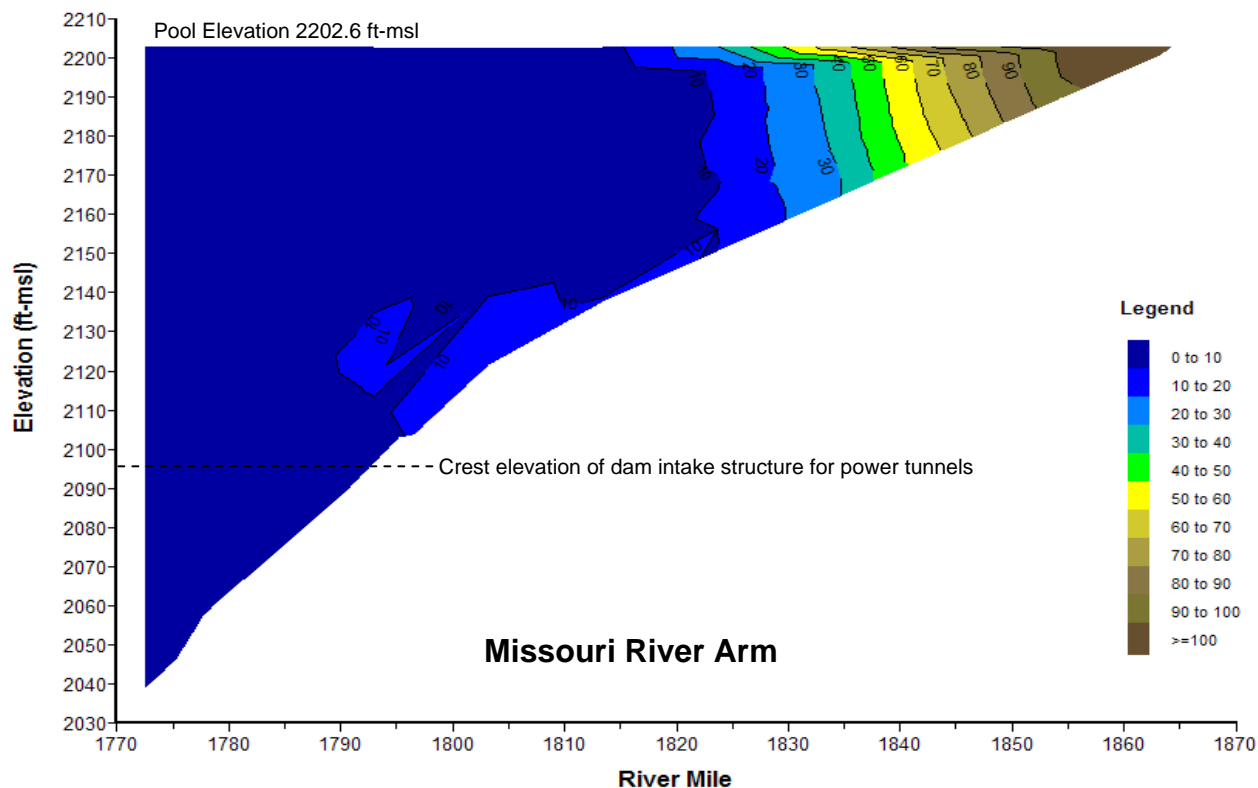 Pool Elevation 2202.6 ft-msl
2210
2200
2190
2180
2170
2160
2150
2140
2130
2120
2110
2100
2090
2080
2070
2060
2050
2040
2030
Elevation (ft-msl)
20
30
60
70
80
90
10
20
30
10
10
10
10
10
10
Crest elevation of dam intake structure for power tunnels
Missouri River Arm
Legend
0 to 10
10 to 20
20 to 30
30 to 40
40 to 50
50 to 60
60 to 70
70 to 80
80 to 90
90 to 100
>=100
1770
1780
1790
1800
1810
1820
1830
1840
1850
1860
1870
River Mile